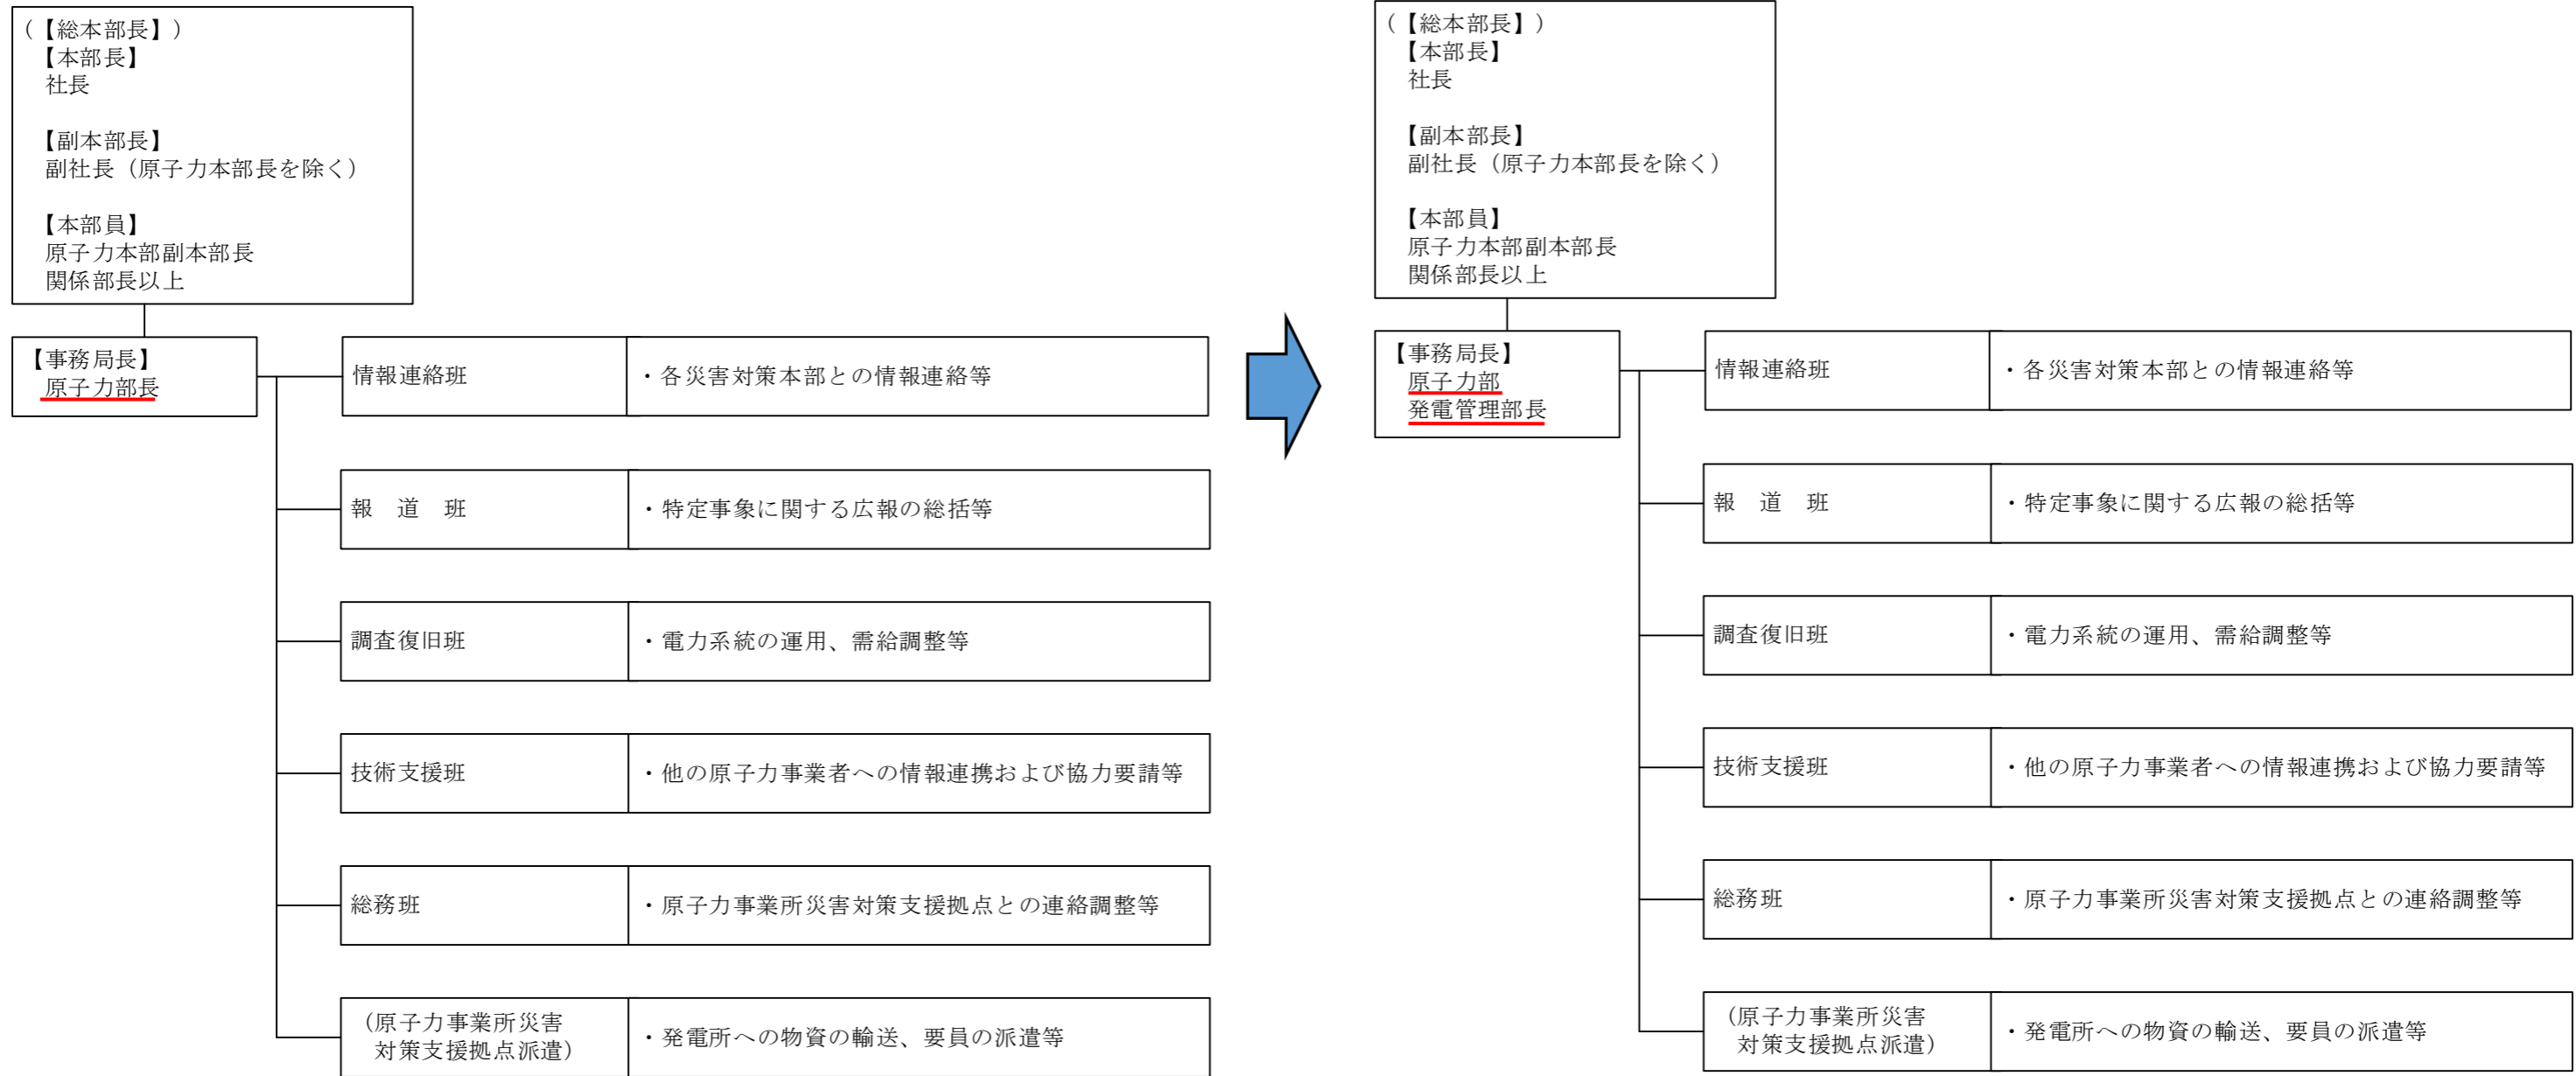 （【総本部長】）
【本部長】
社長
【副本部長】
副社長（原子力本部長を除く）
【本部員】
原子力本部副本部長
関係部長以上
【事務局長】
原子力部長
情報連絡班
・各災害対策本部との情報連絡等
報　道　班
・特定事象に関する広報の総括等
調査復旧班
・電力系統の運用、需給調整等
技術支援班
・他の原子力事業者への情報連携および協力要請等
総務班
・原子力事業所災害対策支援拠点との連絡調整等
（原子力事業所災害
対策支援拠点派遣）
・発電所への物資の輸送、要員の派遣等
（【総本部長】）
【本部長】
社長
【副本部長】
副社長（原子力本部長を除く）
【本部員】
原子力本部副本部長
関係部長以上
【事務局長】
原子力部
発電管理部長
情報連絡班
・各災害対策本部との情報連絡等
報　道　班
・特定事象に関する広報の総括等
調査復旧班
・電力系統の運用、需給調整等
技術支援班
・他の原子力事業者への情報連携および協力要請等
総務班
・原子力事業所災害対策支援拠点との連絡調整等
（原子力事業所災害
対策支援拠点派遣）
・発電所への物資の輸送、要員の派遣等